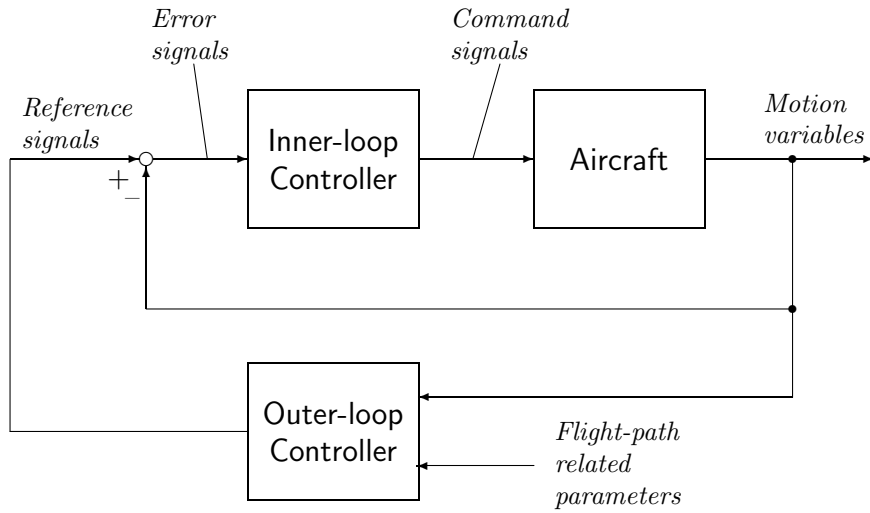 Error
signals
Command
signals
Reference
signals
Motion
variables
Inner-loop
Controller
Aircraft
+
−
Outer-loop
Controller
Flight-path
related
parameters